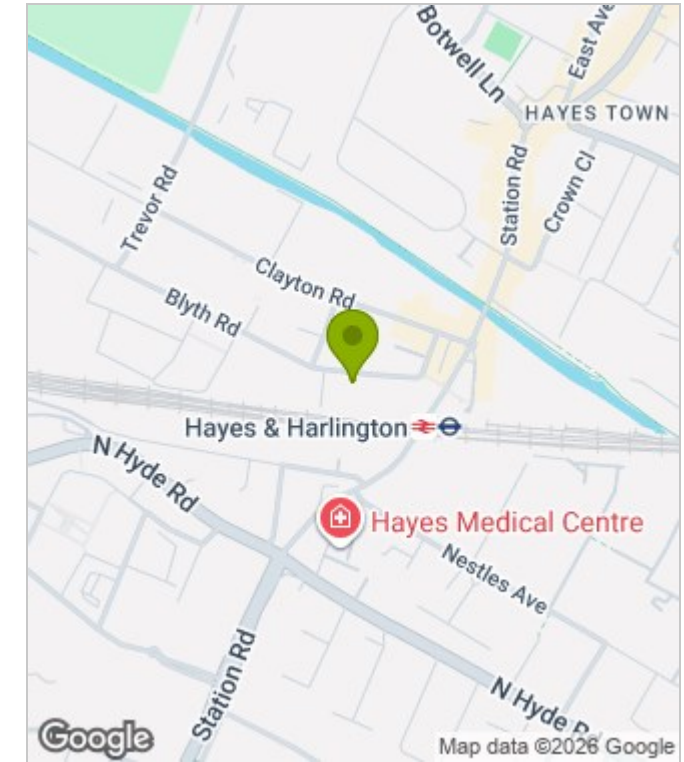 Botwell Ln
East Ave
HAYES TOWN
Station Rd
Crown Cl
Trevor Rd
Clayton Rd
Blyth Rd
Hayes & Harlington
N Hyde Rd
Hayes Medical Centre
Nestles Ave
Station Rd
N Hyde Rd
Google
Map data ©2026 Google